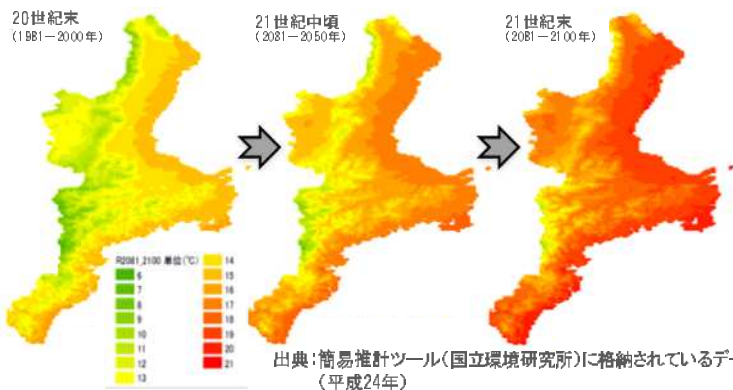 20世紀末
(1981－2000年)
21世紀中頃
(2081－2050年)
21世紀末
(2081－2100年)
R2081_2100 単位(℃)
6
7
8
9
10
11
12
13
14
15
16
17
18
19
20
21
出典：簡易推計ツール(国立環境研究所)に格納されているデー
(平成24年)